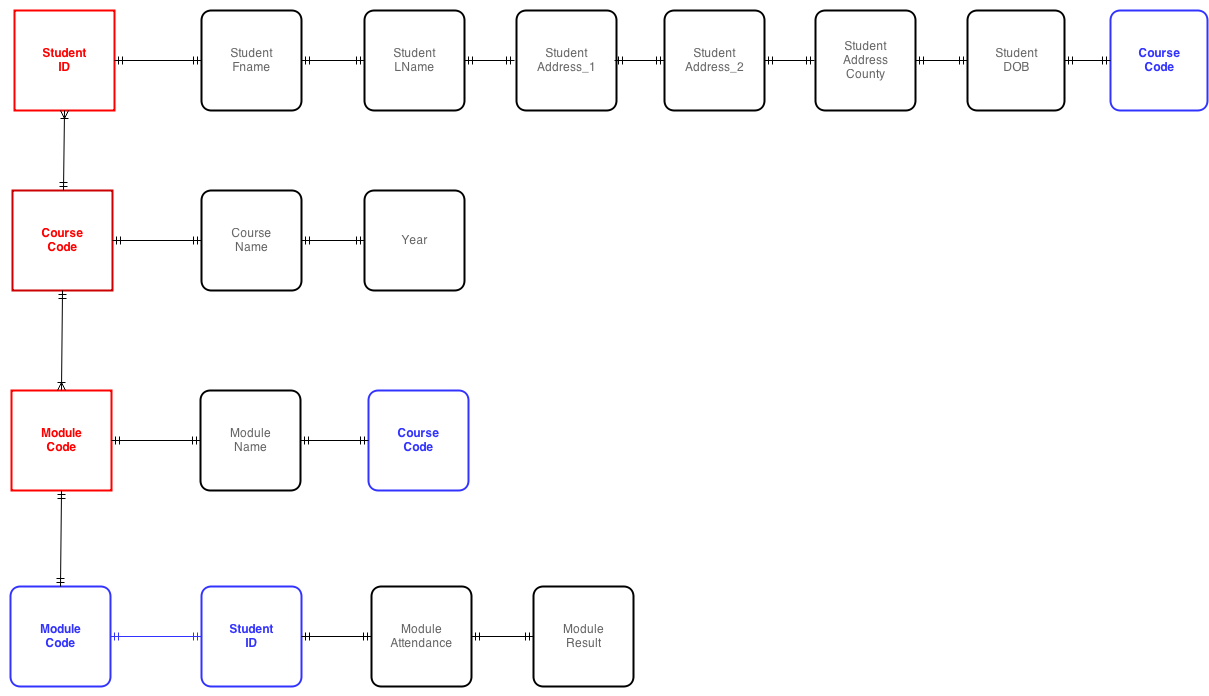 Student
ID
Student
Fname
Student
LName
Student
Address_1
Student
Address_2
Student
Address
County
Student
DOB
Course
Code
Course
Code
Course
Name
Year
Module
Code
Module
Name
Course
Code
Module
Code
Student
ID
Module
Attendance
Module
Result